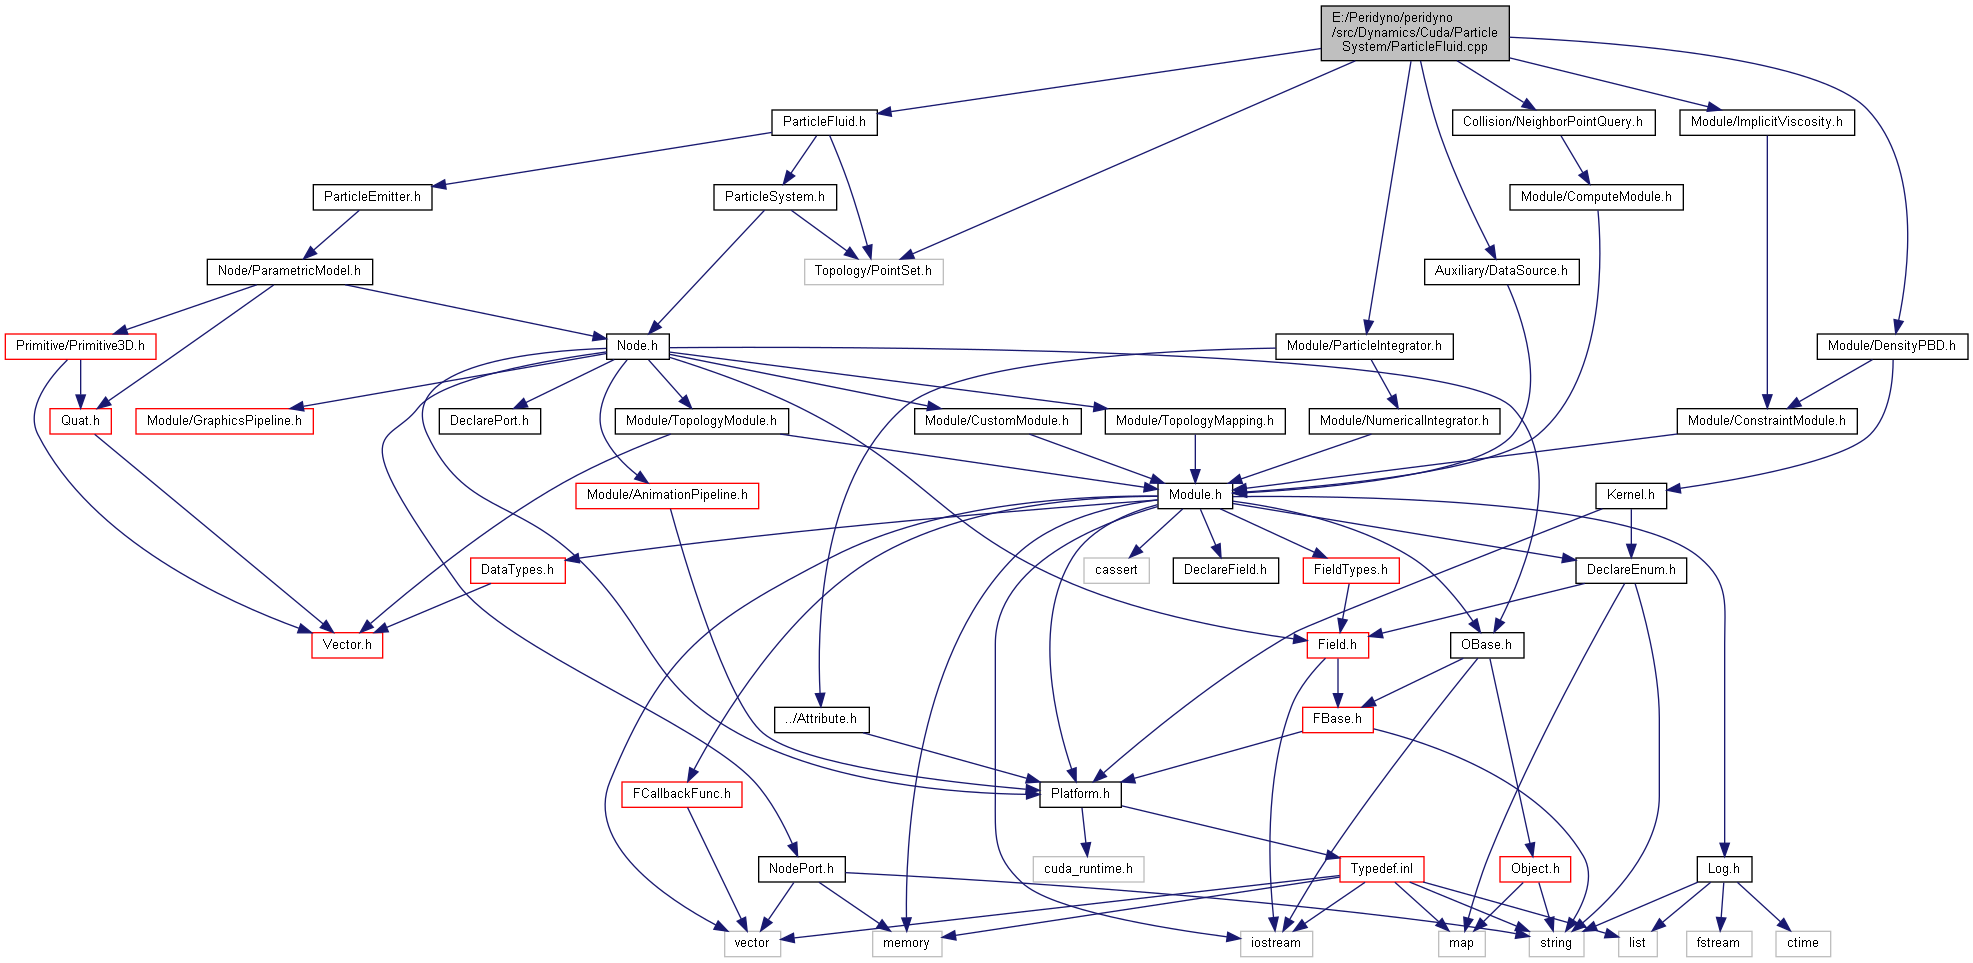 E:/Peridyno/peridyno
/src/Dynamics/Cuda/Particle
System/ParticleFluid.cpp
ParticleFluid.h
Collision/NeighborPointQuery.h
Module/ImplicitViscosity.h
ParticleEmitter.h
ParticleSystem.h
Module/ComputeModule.h
Node/ParametricModel.h
Topology/PointSet.h
Auxiliary/DataSource.h
Primitive/Primitive3D.h
Node.h
Module/ParticleIntegrator.h
Module/DensityPBD.h
Quat.h
Module/GraphicsPipeline.h
DeclarePort.h
Module/TopologyModule.h
Module/CustomModule.h
Module/TopologyMapping.h
Module/NumericalIntegrator.h
Module/ConstraintModule.h
Module/AnimationPipeline.h
Module.h
Kernel.h
DataTypes.h
cassert
DeclareField.h
FieldTypes.h
DeclareEnum.h
Vector.h
Field.h
OBase.h
../Attribute.h
FBase.h
FCallbackFunc.h
Platform.h
NodePort.h
cuda_runtime.h
Typedef.inl
Object.h
Log.h
vector
memory
iostream
map
string
list
fstream
ctime